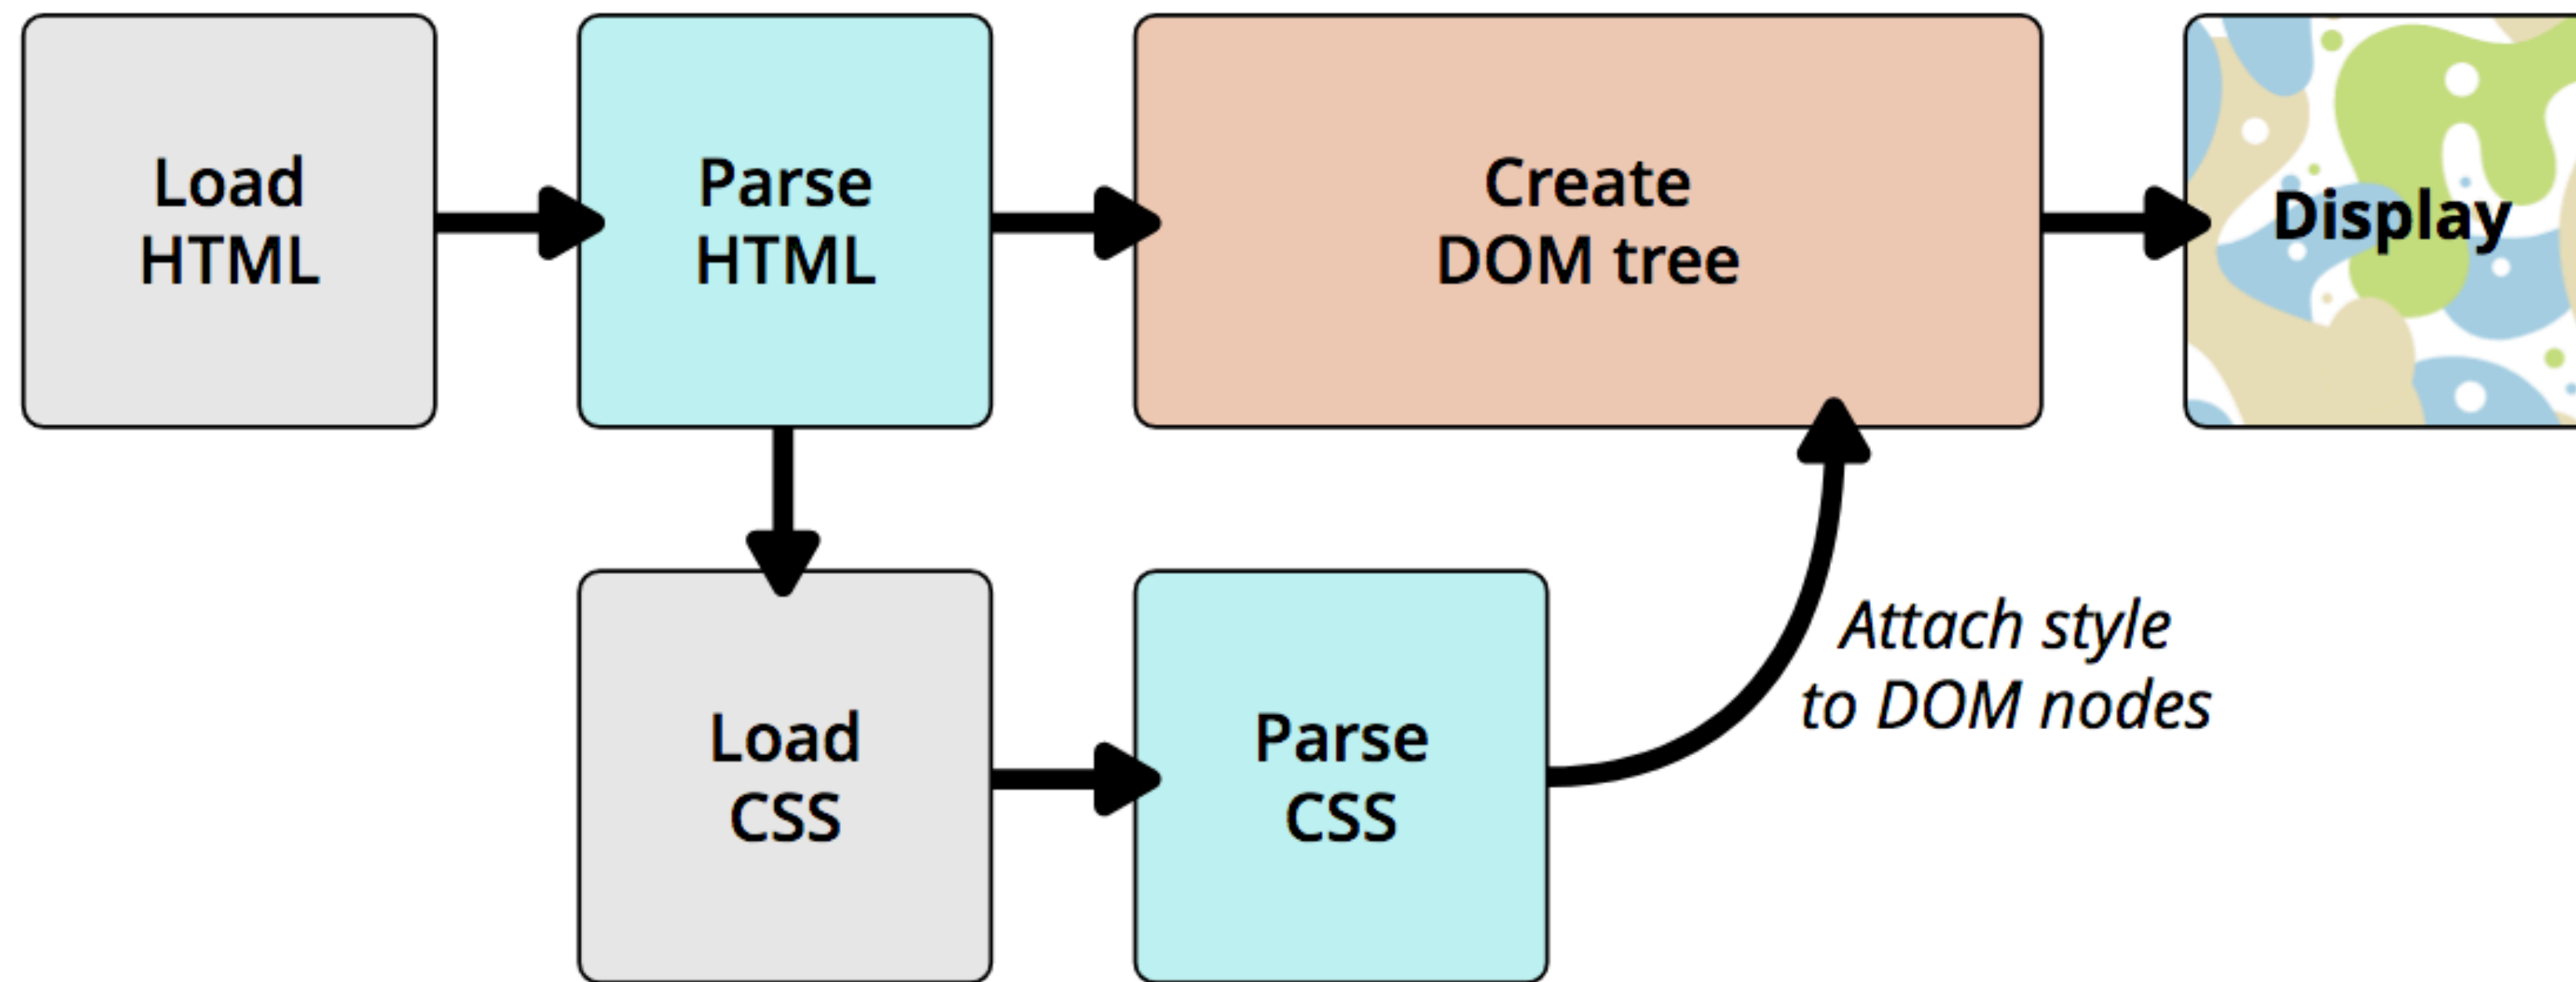 Load
HTML
Parse
HTML
Create
DOM tree
Display
Load
CSS
Parse
CSS
Attach style
to DOM nodes